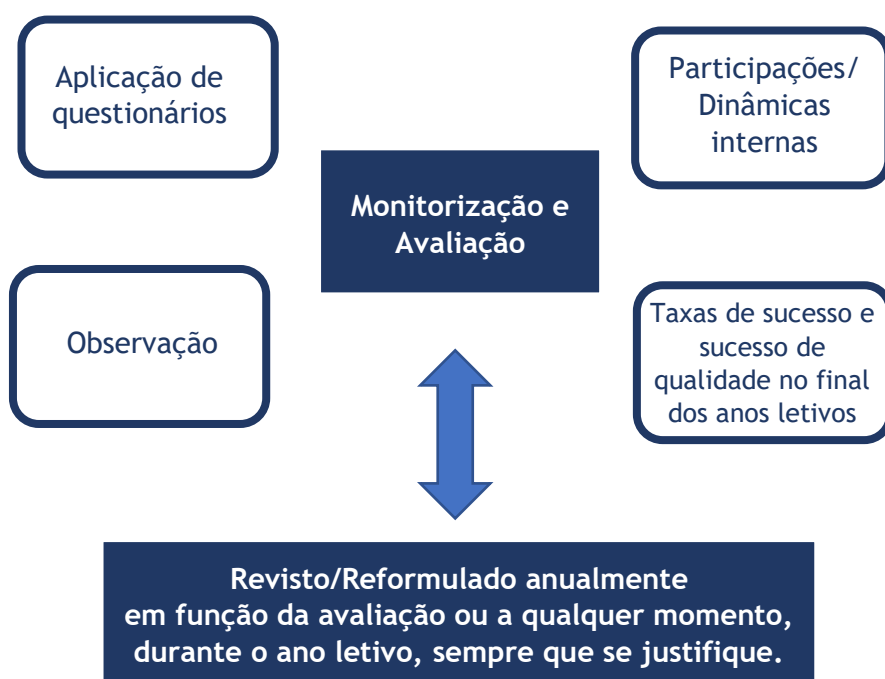 Aplicação de
questionários
Participações/
Dinâmicas
internas
Monitorização e
Avaliação
Observação
Taxas de sucesso e
sucesso de
qualidade no final
dos anos letivos
Revisto/Reformulado anualmente
em função da avaliação ou a qualquer momento,
durante o ano letivo, sempre que se justifique.